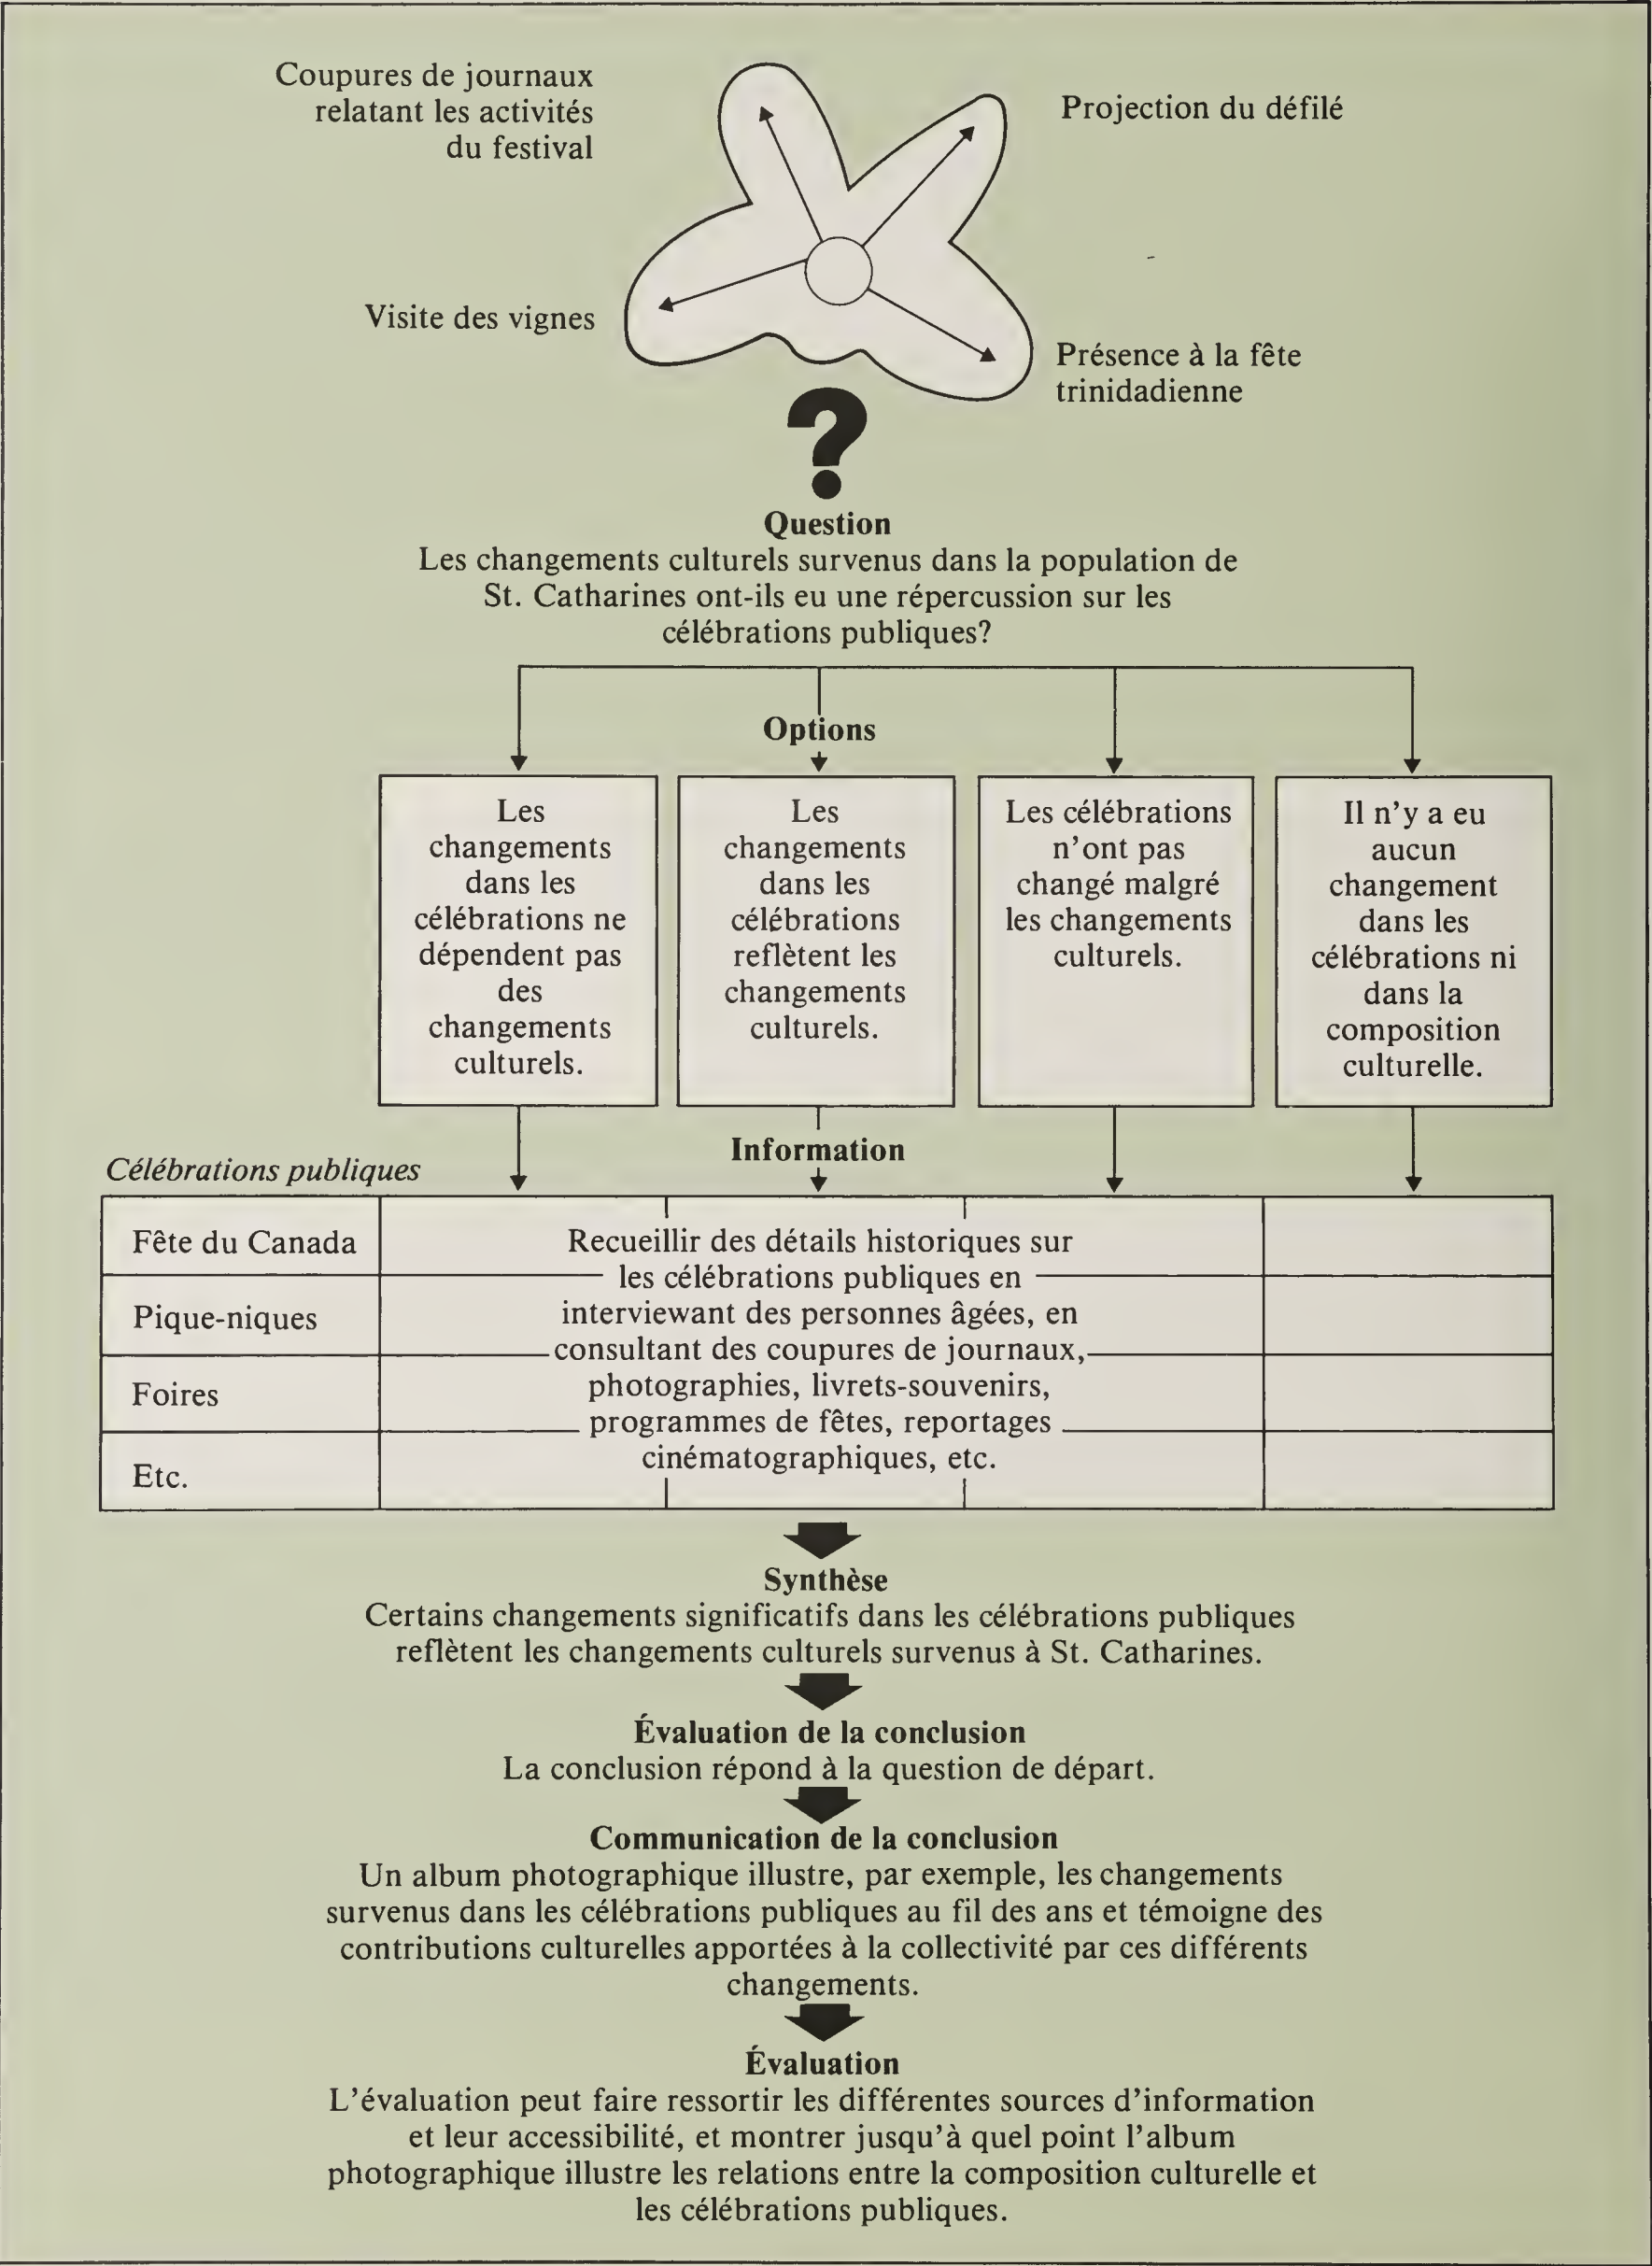 Coupures de journaux
relatant les activités
du festival
Projection du défilé
Visite des vignes
Présence à la fête
trinidadienne
?
Question
Les changements culturels survenus dans la population de
St. Catharines ont-ils eu une répercussion sur les
célébrations publiques?
Options
Les
changements
dans les
célébrations ne
dépendent pas
des
changements
culturels.
Les
changements
dans les
célébrations
reflètent les
changements
culturels.
Les célébrations
n'ont pas
changé malgré
les changements
culturels.
Il n'y a eu
aucun
changement
dans les
célébrations ni
dans la
composition
culturelle.
Information
Célébrations publiques
Fête du Canada
Pique-niques
Foires
Etc.
Recueillir des détails historiques sur
les célébrations publiques en
interviewant des personnes âgées, en
consultant des coupures de journaux,
photographies, livrets-souvenirs,
programmes de fêtes, reportages
cinématographiques, etc.
Synthèse
Certains changements significatifs dans les célébrations publiques
reflètent les changements culturels survenus à St. Catharines.
Évaluation de la conclusion
La conclusion répond à la question de départ.
Communication de la conclusion
Un album photographique illustre, par exemple, les changements
survenus dans les célébrations publiques au fil des ans et témoigne des
contributions culturelles apportées à la collectivité par ces différents
changements.
Évaluation
L'évaluation peut faire ressortir les différentes sources d'information
et leur accessibilité, et montrer jusqu'à quel point l'album
photographique illustre les relations entre la composition culturelle et
les célébrations publiques.